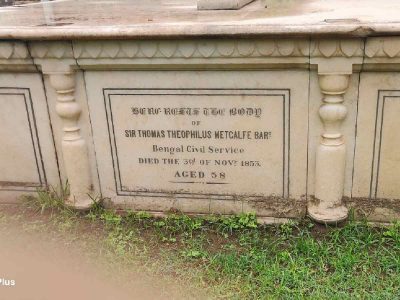 HERE RESTS THE BODY
OF
SIR THOMAS THEOPHILUS METCALFE BART.
Bengal Civil Service
DIED THE 3D. OF NOVR. 1853.
AGED 58
Plus